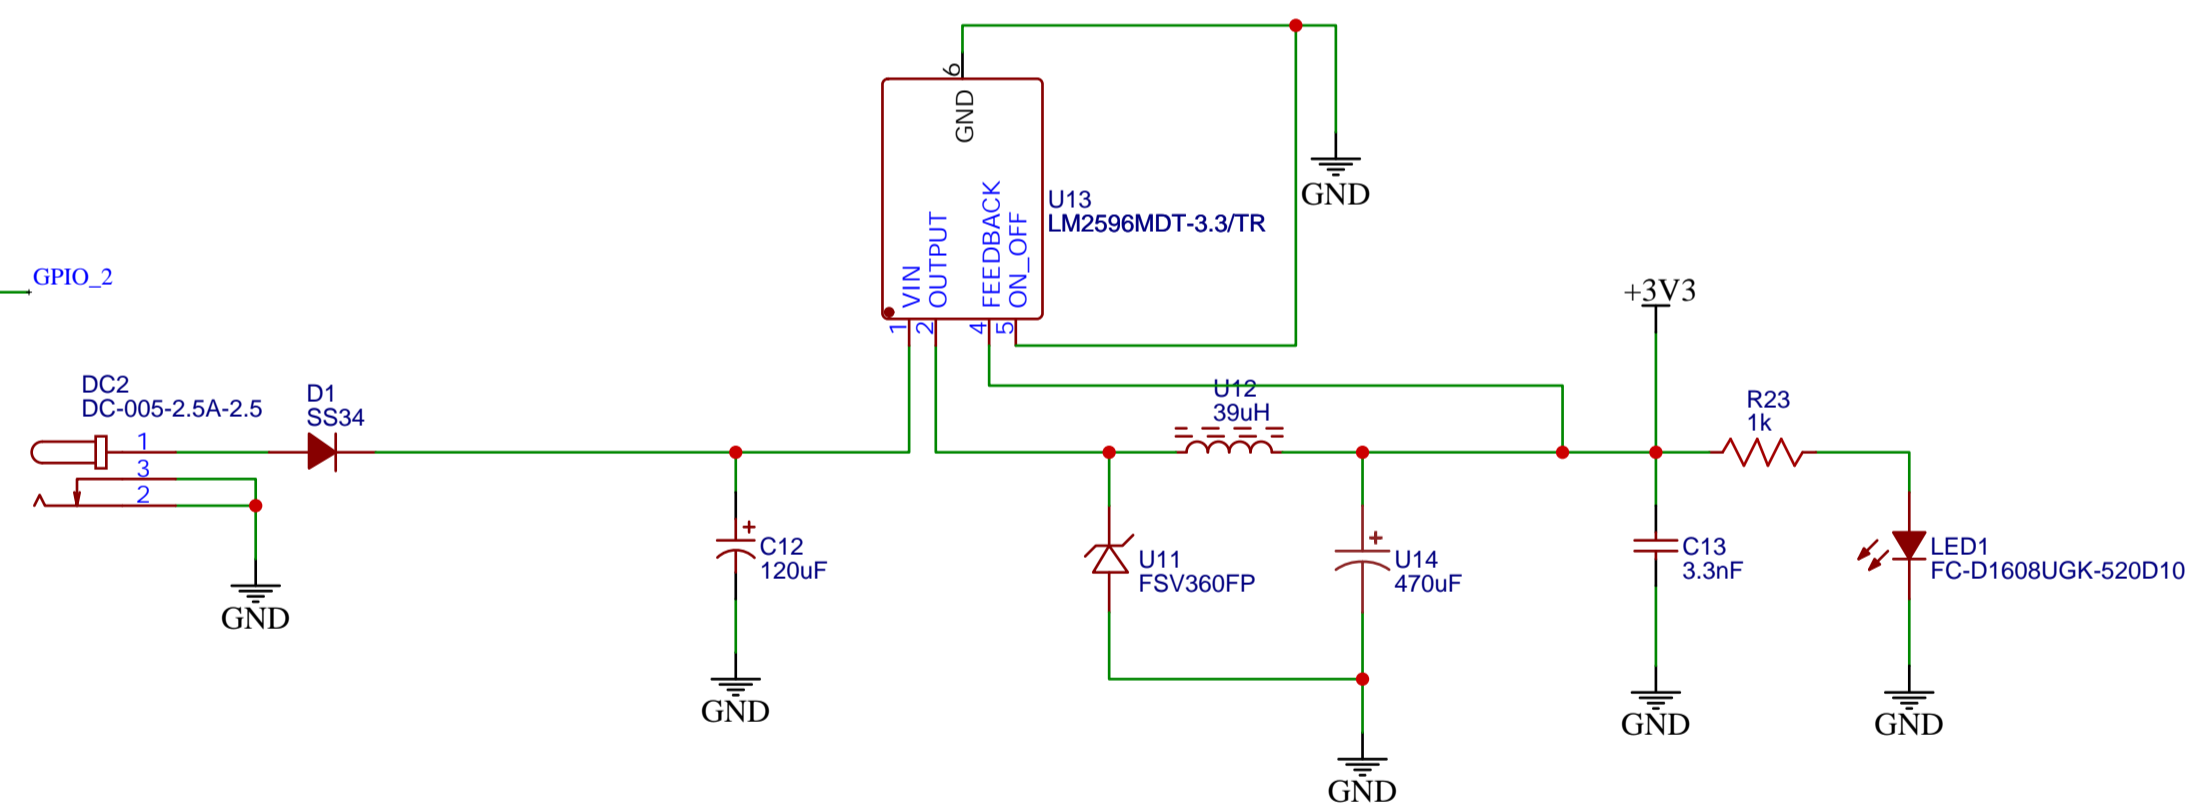 6
GND
GND
U13
LM2596MDT-3.3/TR
VIN
OUTPUT
FEEDBACK
ON_OFF
1
2
4
5
GPIO_2
+3V3
DC2
DC-005-2.5A-2.5
1
3
2
D1
SS34
U12
39uH
R23
1k
+
C12
120uF
U11
FSV360FP
+
U14
470uF
C13
3.3nF
LED1
FC-D1608UGK-520D10
GND
GND
GND
GND
GND